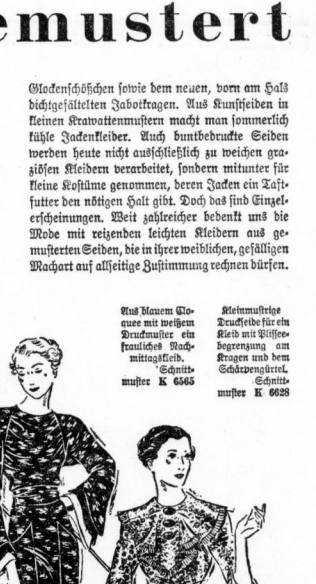 emustert
Glockenschößchen sowie dem neuen, vorn am Hals
dichtgefältelten Jabotkragen. Aus Kunstseiden in
kleinen Krawattenmustern macht man sommerlich
kühle Jackenkleider. Auch buntbedruckte Seiden
werden heute nicht ausschließlich zu weichen gra-
ziösen Kleidern verarbeitet, sondern mitunter für
kleine Kostüme genommen, deren Jacken ein Taft-
futter den nötigen Halt gibt. Doch das sind Einzel-
erscheinungen. Weit zahlreicher bedenkt uns die
Mode mit reizenden leichten Kleidern aus ge-
musterten Seiden, die in ihrer weiblichen, gefälligen
Machart auf allseitige Zustimmung rechnen dürfen.
Aus blauem Clo-
quee mit weißem
Druckmuster ein
frauliches Nach-
mittagskleid.
Schnitt-
muster K 6565
Kleinmustrige
Druckseide für ein
Kleid mit Plissee-
begrenzung am
Kragen und dem
Schärpengürtel.
Schnitt-
muster K 6628